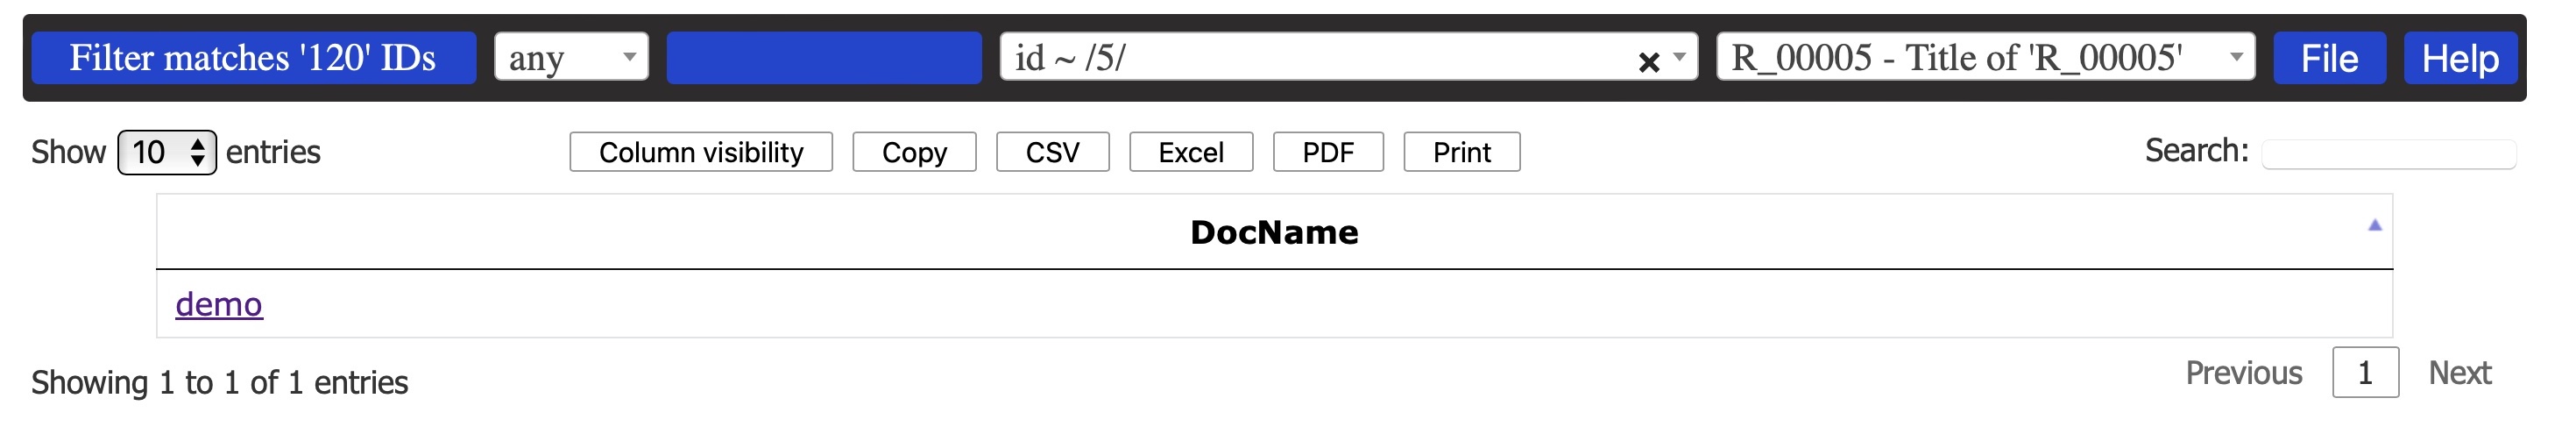 Filter matches '120' IDs any id ~ /5/ × R_00005 - Title of 'R_00005' File Help
Show 10 entries Column visibility Copy CSV Excel PDF Print Search:
DocName
demo
Showing 1 to 1 of 1 entries Previous 1 Next